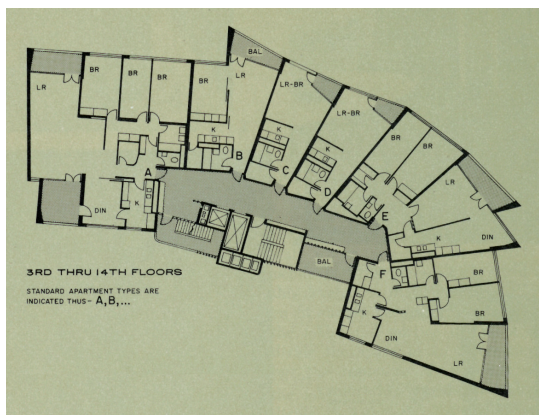 BAL
BR
BR
BR
BR
LR
LR
LR-BR
LR-BR
BR
BR
K
B
K
C
K
D
A
K
DIN
E
LR
K
DIN
BAL
F
BR
BR
K
DIN
LR
3RD THRU 14TH FLOORS
STANDARD APARTMENT TYPES ARE
INDICATED THUS- A,B,...